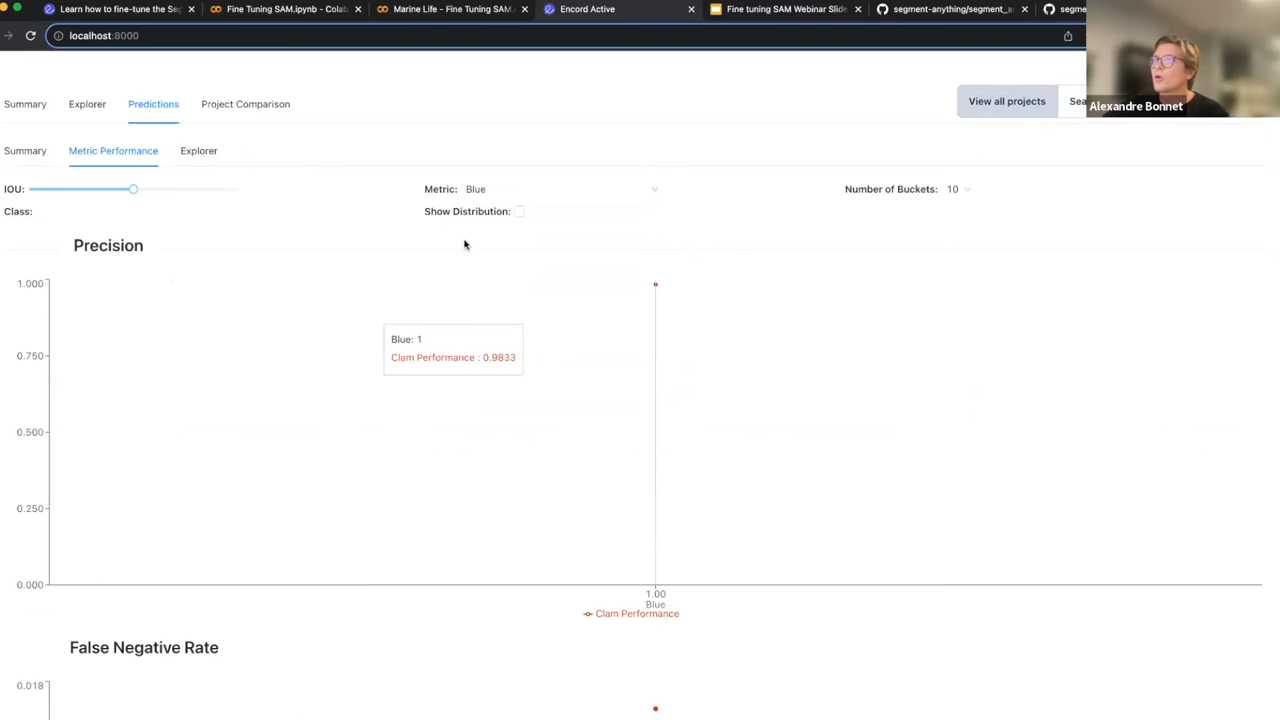 Learn how to fine-tune the Seg
Fine Tuning SAM.ipynb - Colab
Marine Life - Fine Tuning SAM.
Encord Active
Fine tuning SAM Webinar Slide
segment-anything/segment_a
segme
localhost:8000
Summary
Explorer
Predictions
Project Comparison
View all projects
Sea
Alexandre Bonnet
Summary
Metric Performance
Explorer
IOU:
Metric: Blue
Number of Buckets: 10
Class:
Show Distribution:
Precision
1.000
0.750
0.500
0.250
0.000
Blue: 1
Clam Performance : 0.9833
1.00
Blue
Clam Performance
False Negative Rate
0.018